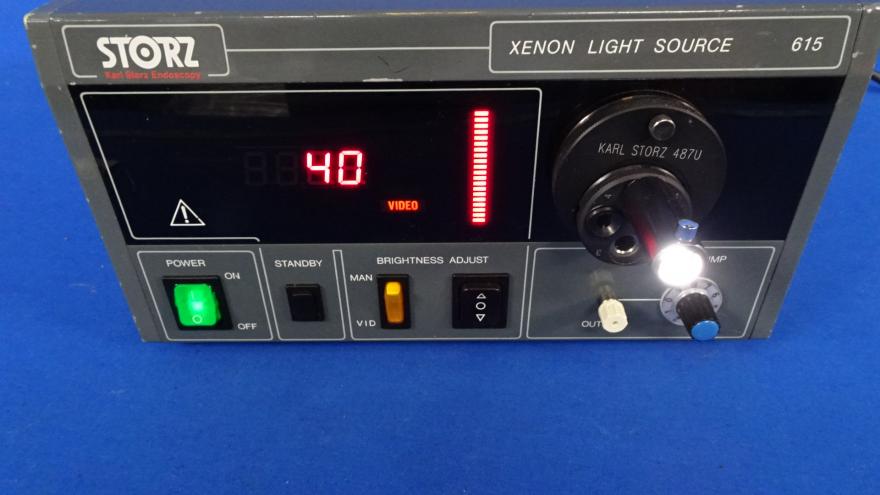 STORZ
Karl Storz Endoscopy
XENON LIGHT SOURCE 615
40
VIDEO
KARL STORZ 487U
POWER
ON
OFF
STANDBY
BRIGHTNESS ADJUST
MAN
VID